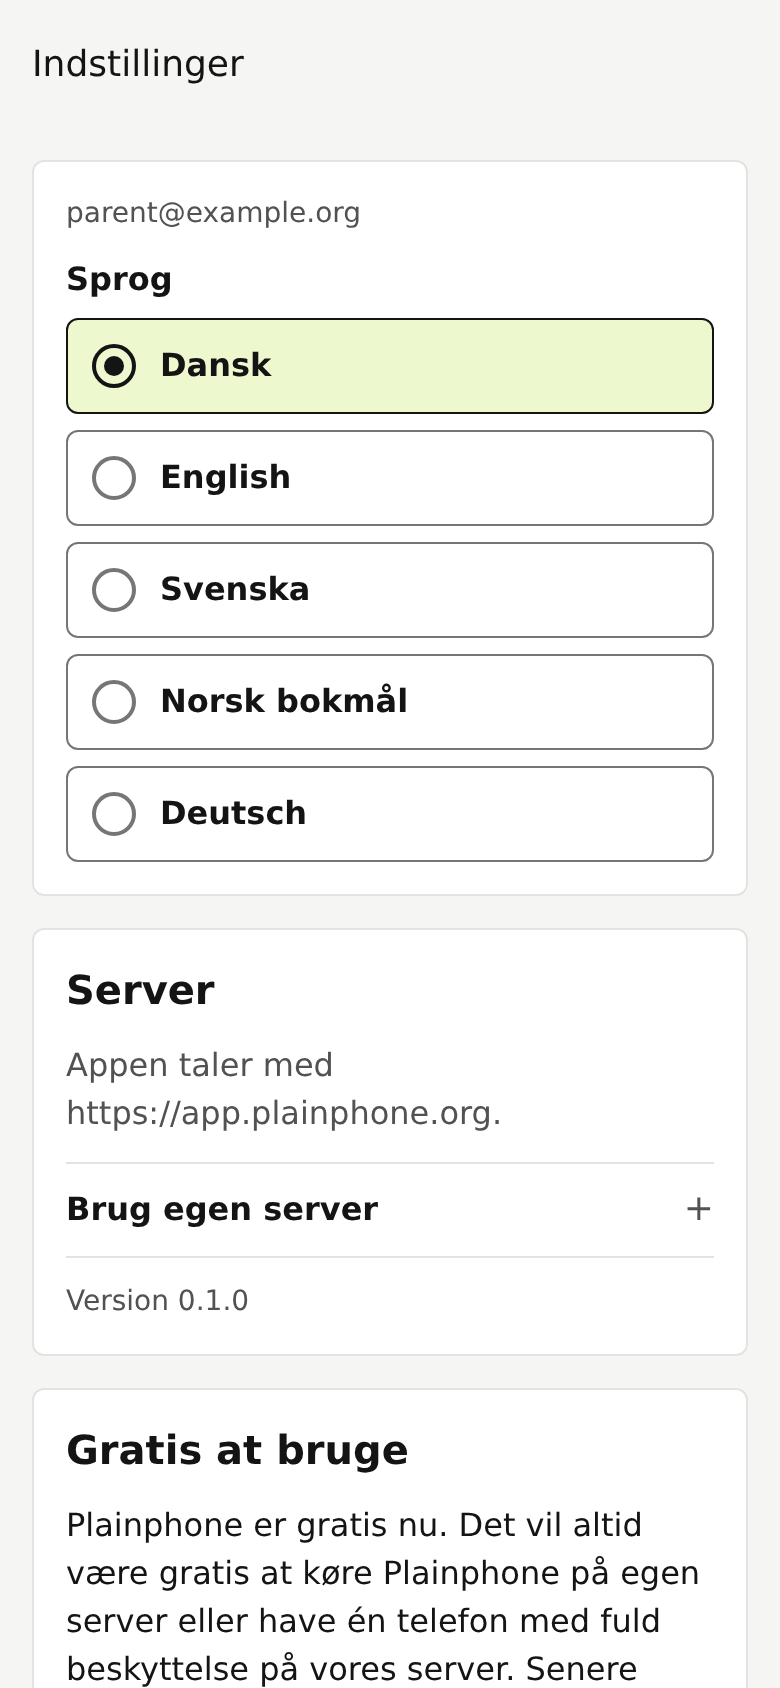 Indstillinger
parent@example.org
Sprog
Dansk
English
Svenska
Norsk bokmål
Deutsch
Server
Appen taler med
https://app.plainphone.org.
Brug egen server +
Version 0.1.0
Gratis at bruge
Plainphone er gratis nu. Det vil altid
være gratis at køre Plainphone på egen
server eller have én telefon med fuld
beskyttelse på vores server. Senere